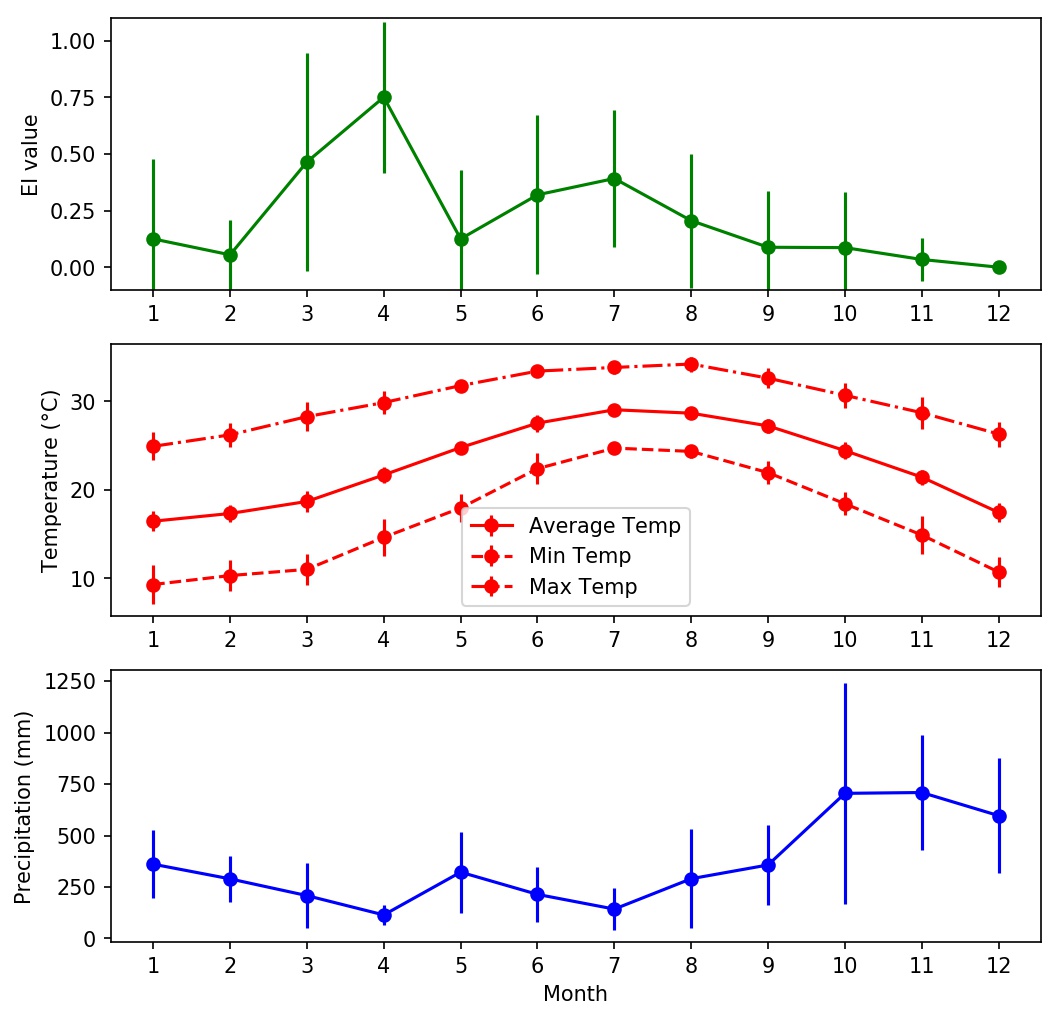 EI value
1.00
0.75
0.50
0.25
0.00
1 2 3 4 5 6 7 8 9 10 11 12
Temperature (°C)
30
20
10
Average Temp
Min Temp
Max Temp
1 2 3 4 5 6 7 8 9 10 11 12
Precipitation (mm)
1250
1000
750
500
250
0
1 2 3 4 5 6 7 8 9 10 11 12
Month